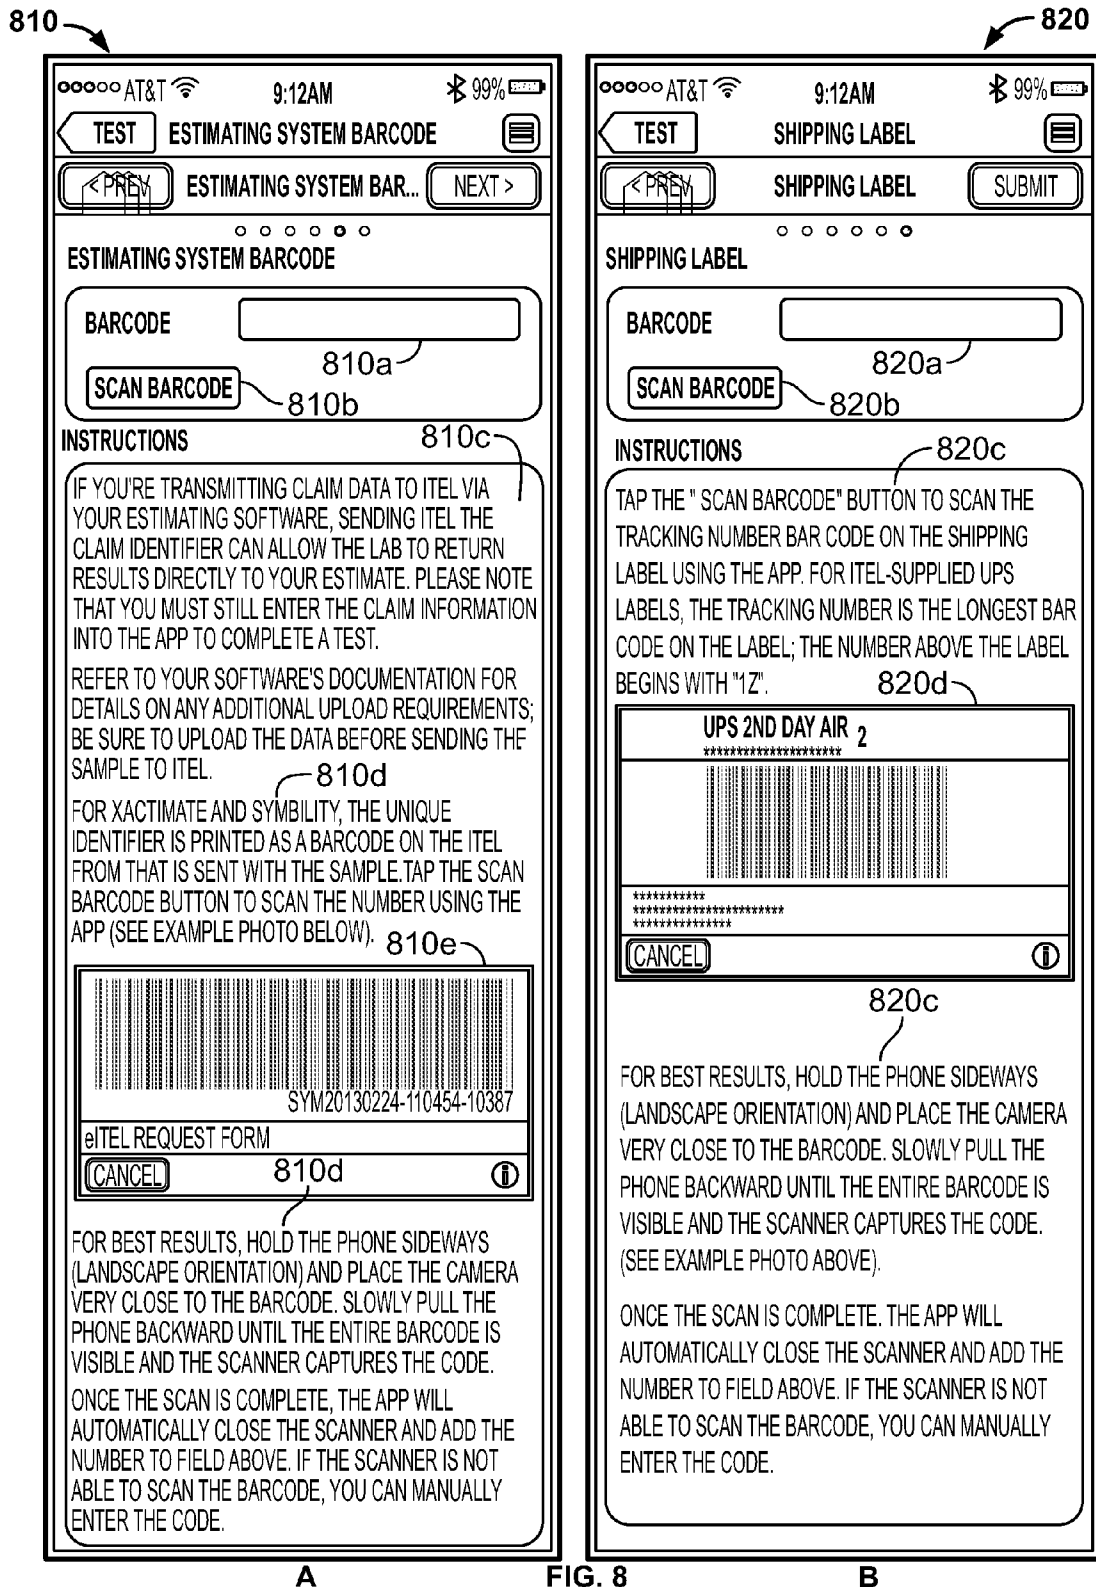 810
820
AT&T 9:12AM 99%
TEST ESTIMATING SYSTEM BARCODE
< PREV ESTIMATING SYSTEM BAR... NEXT >
ESTIMATING SYSTEM BARCODE
BARCODE
810a
SCAN BARCODE
810b
INSTRUCTIONS
810c
IF YOU'RE TRANSMITTING CLAIM DATA TO ITEL VIA
YOUR ESTIMATING SOFTWARE, SENDING ITEL THE
CLAIM IDENTIFIER CAN ALLOW THE LAB TO RETURN
RESULTS DIRECTLY TO YOUR ESTIMATE. PLEASE NOTE
THAT YOU MUST STILL ENTER THE CLAIM INFORMATION
INTO THE APP TO COMPLETE A TEST.
REFER TO YOUR SOFTWARE'S DOCUMENTATION FOR
DETAILS ON ANY ADDITIONAL UPLOAD REQUIREMENTS;
BE SURE TO UPLOAD THE DATA BEFORE SENDING THE
SAMPLE TO ITEL.
810d
FOR XACTIMATE AND SYMBILITY, THE UNIQUE
IDENTIFIER IS PRINTED AS A BARCODE ON THE ITEL
FROM THAT IS SENT WITH THE SAMPLE.TAP THE SCAN
BARCODE BUTTON TO SCAN THE NUMBER USING THE
APP (SEE EXAMPLE PHOTO BELOW).
810e
SYM20130224-110454-10387
eITEL REQUEST FORM
CANCEL
810d
FOR BEST RESULTS, HOLD THE PHONE SIDEWAYS
(LANDSCAPE ORIENTATION) AND PLACE THE CAMERA
VERY CLOSE TO THE BARCODE. SLOWLY PULL THE
PHONE BACKWARD UNTIL THE ENTIRE BARCODE IS
VISIBLE AND THE SCANNER CAPTURES THE CODE.
ONCE THE SCAN IS COMPLETE, THE APP WILL
AUTOMATICALLY CLOSE THE SCANNER AND ADD THE
NUMBER TO FIELD ABOVE. IF THE SCANNER IS NOT
ABLE TO SCAN THE BARCODE, YOU CAN MANUALLY
ENTER THE CODE.
A
AT&T 9:12AM 99%
TEST SHIPPING LABEL
< PREV SHIPPING LABEL SUBMIT
SHIPPING LABEL
BARCODE
820a
SCAN BARCODE
820b
INSTRUCTIONS
820c
TAP THE " SCAN BARCODE" BUTTON TO SCAN THE
TRACKING NUMBER BAR CODE ON THE SHIPPING
LABEL USING THE APP. FOR ITEL-SUPPLIED UPS
LABELS, THE TRACKING NUMBER IS THE LONGEST BAR
CODE ON THE LABEL; THE NUMBER ABOVE THE LABEL
BEGINS WITH "1Z".
820d
UPS 2ND DAY AIR 2
*********************
***********
***********************
***************
CANCEL
820c
FOR BEST RESULTS, HOLD THE PHONE SIDEWAYS
(LANDSCAPE ORIENTATION) AND PLACE THE CAMERA
VERY CLOSE TO THE BARCODE. SLOWLY PULL THE
PHONE BACKWARD UNTIL THE ENTIRE BARCODE IS
VISIBLE AND THE SCANNER CAPTURES THE CODE.
(SEE EXAMPLE PHOTO ABOVE).
ONCE THE SCAN IS COMPLETE. THE APP WILL
AUTOMATICALLY CLOSE THE SCANNER AND ADD THE
NUMBER TO FIELD ABOVE. IF THE SCANNER IS NOT
ABLE TO SCAN THE BARCODE, YOU CAN MANUALLY
ENTER THE CODE.
B
FIG. 8